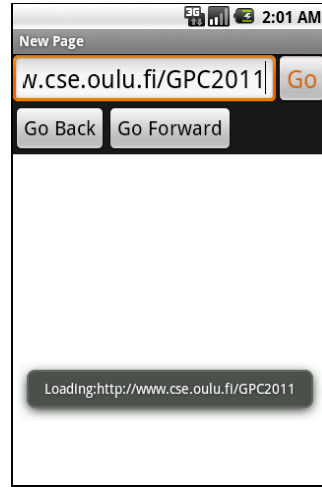 3G 2:01 AM
New Page
w.cse.oulu.fi/GPC2011 Go
Go Back Go Forward
Loading:http://www.cse.oulu.fi/GPC2011